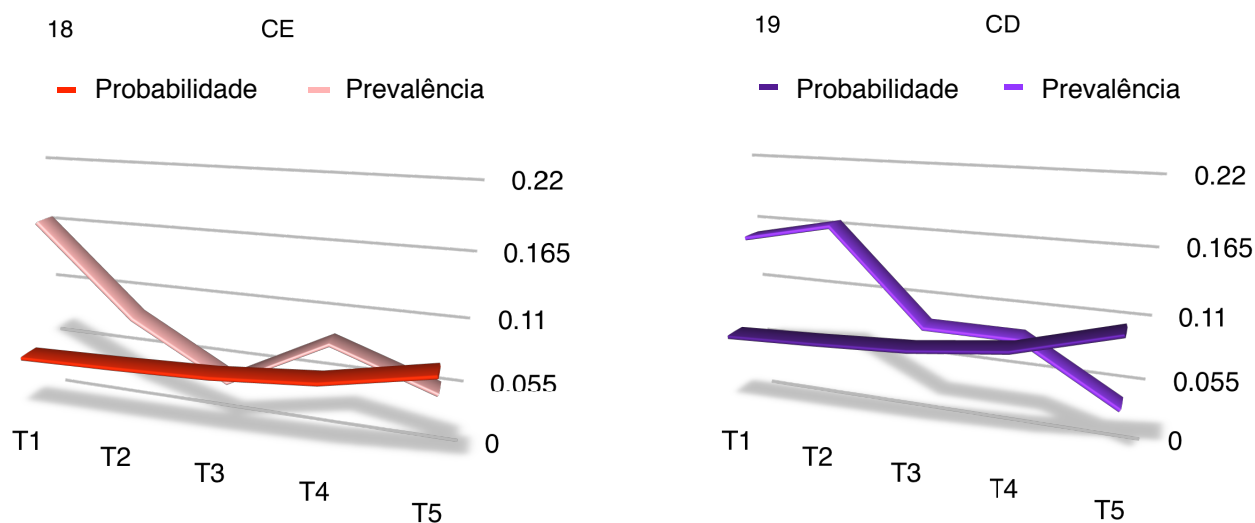 18 CE
Probabilidade Prevalência
0.22
0.165
0.11
0.055
0
T1
T2
T3
T4
T5
19 CD
Probabilidade Prevalência
0.22
0.165
0.11
0.055
0
T1
T2
T3
T4
T5